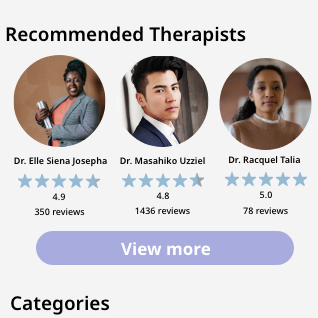 Recommended Therapists
Dr. Elle Siena Josepha
4.9
350 reviews
Dr. Masahiko Uzziel
4.8
1436 reviews
Dr. Racquel Talia
5.0
78 reviews
View more
Categories